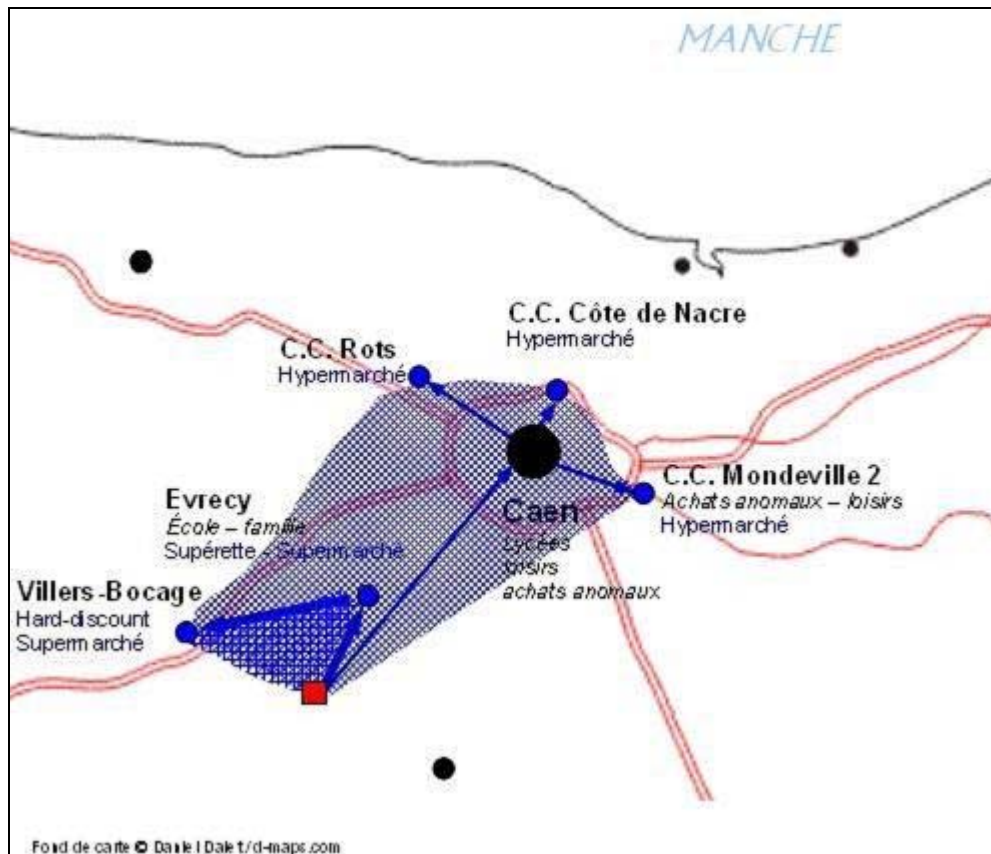 MANCHE
C.C. Côte de Nacre
Hypermarché
C.C. Rots
Hypermarché
C.C. Mondeville 2
Achats anomaux – loisirs
Hypermarché
Evrecy
École – famille
Supérette - Supermarché
Caen
Lycées
loisirs
achats anomaux
Villers-Bocage
Hard-discount
Supermarché
Fond de carte © Daniel Dalet / d-maps.com